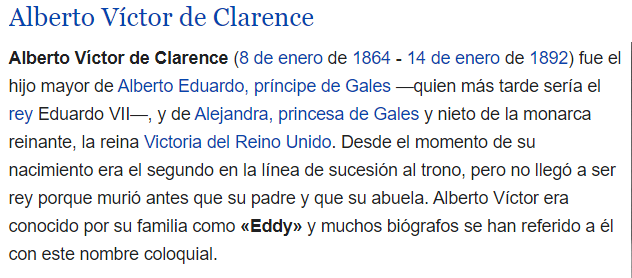 Alberto Víctor de Clarence
Alberto Víctor de Clarence (8 de enero de 1864 - 14 de enero de 1892) fue el
hijo mayor de Alberto Eduardo, príncipe de Gales —quien más tarde sería el
rey Eduardo VII—, y de Alejandra, princesa de Gales y nieto de la monarca
reinante, la reina Victoria del Reino Unido. Desde el momento de su
nacimiento era el segundo en la línea de sucesión al trono, pero no llegó a ser
rey porque murió antes que su padre y que su abuela. Alberto Víctor era
conocido por su familia como «Eddy» y muchos biógrafos se han referido a él
con este nombre coloquial.